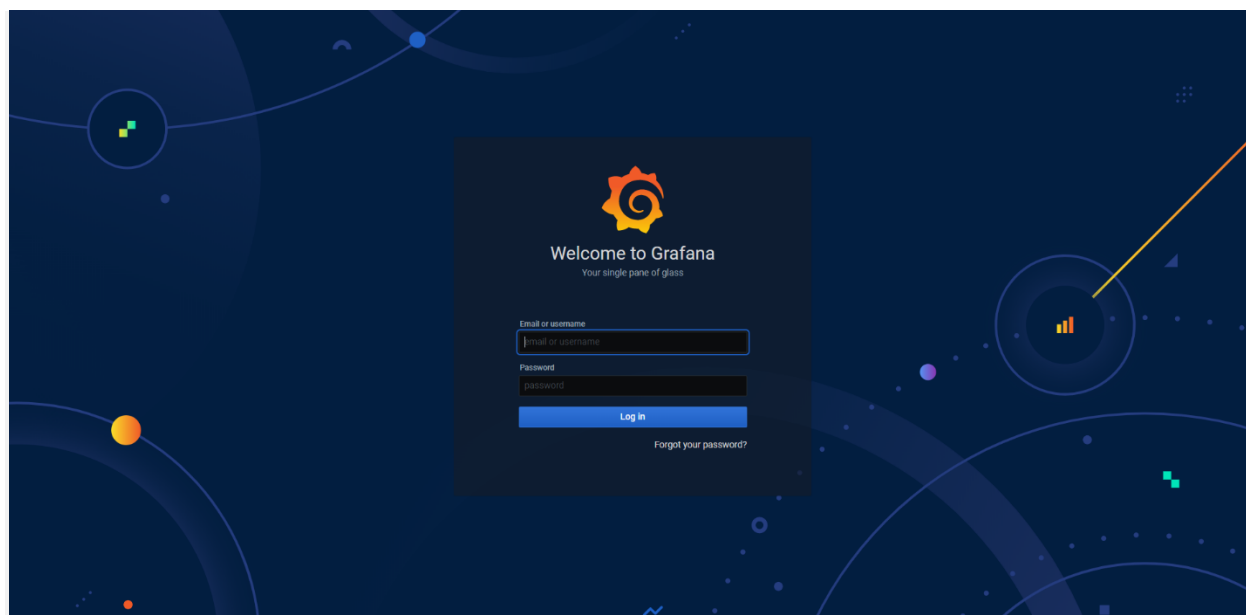 Welcome to Grafana
Your single pane of glass
Email or username
email or username
Password
password
Log in
Forgot your password?